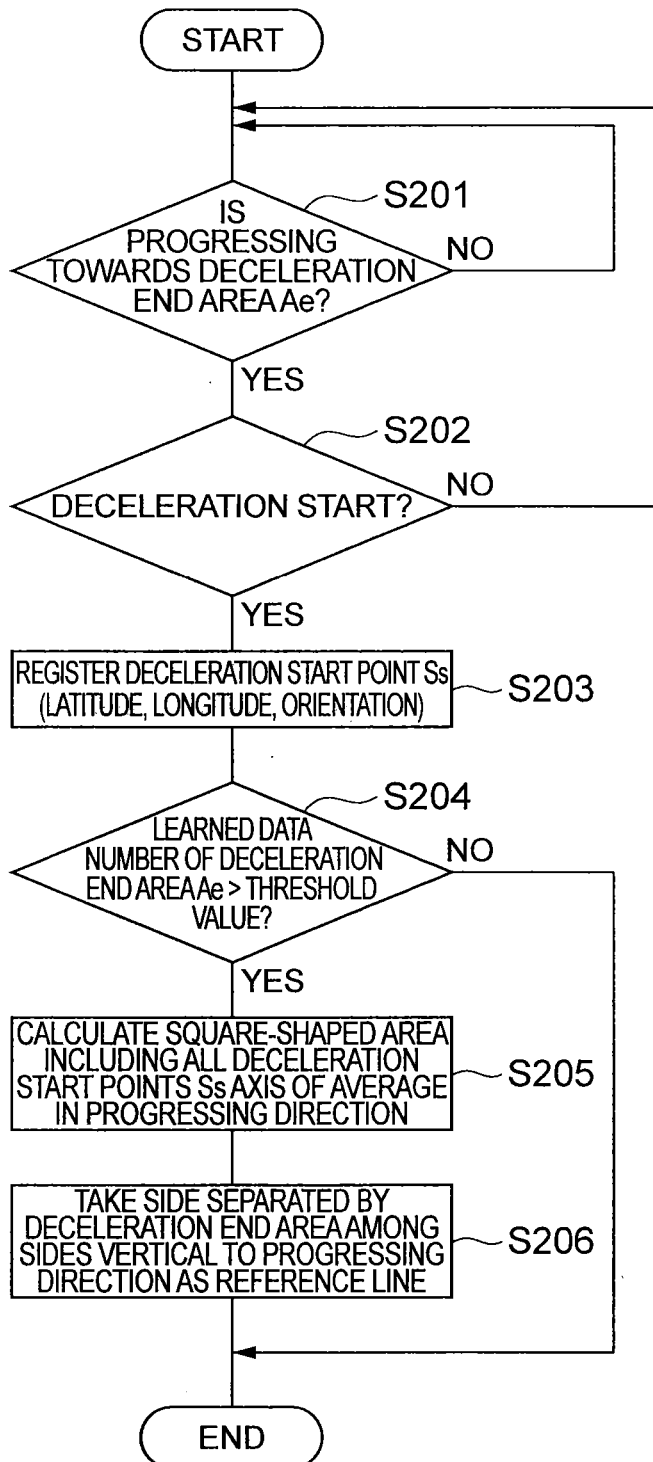 START
S201
IS
PROGRESSING
TOWARDS DECELERATION
END AREA Ae?
NO
YES
S202
DECELERATION START?
NO
YES
REGISTER DECELERATION START POINT Ss
(LATITUDE, LONGITUDE, ORIENTATION)
S203
S204
LEARNED DATA
NUMBER OF DECELERATION
END AREA Ae > THRESHOLD
VALUE?
NO
YES
CALCULATE SQUARE-SHAPED AREA
INCLUDING ALL DECELERATION
START POINTS Ss AXIS OF AVERAGE
IN PROGRESSING DIRECTION
S205
TAKE SIDE SEPARATED BY
DECELERATION END AREA AMONG
SIDES VERTICAL TO PROGRESSING
DIRECTION AS REFERENCE LINE
S206
END